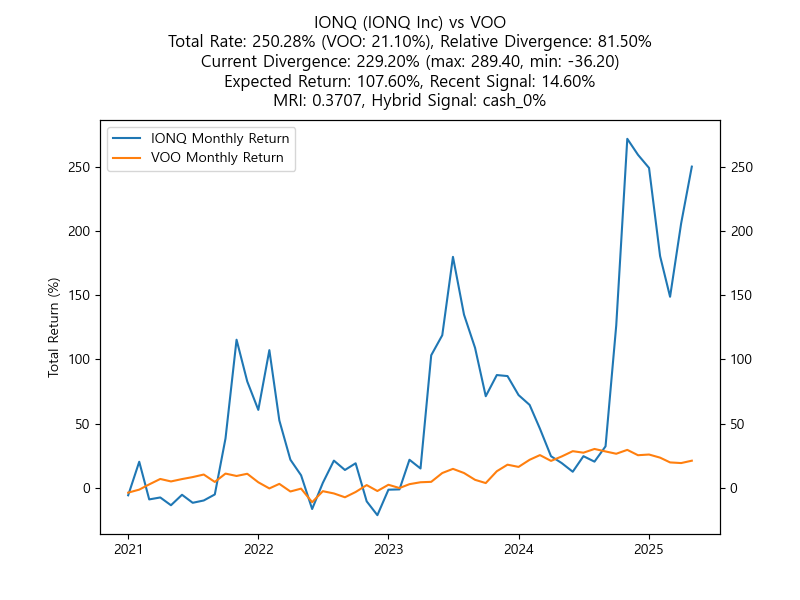 IONQ (IONQ Inc) vs VOO
Total Rate: 250.28% (VOO: 21.10%), Relative Divergence: 81.50%
Current Divergence: 229.20% (max: 289.40, min: -36.20)
Expected Return: 107.60%, Recent Signal: 14.60%
MRI: 0.3707, Hybrid Signal: cash_0%
IONQ Monthly Return
VOO Monthly Return
Total Return (%)
250
200
150
100
50
0
250
200
150
100
50
0
2021
2022
2023
2024
2025